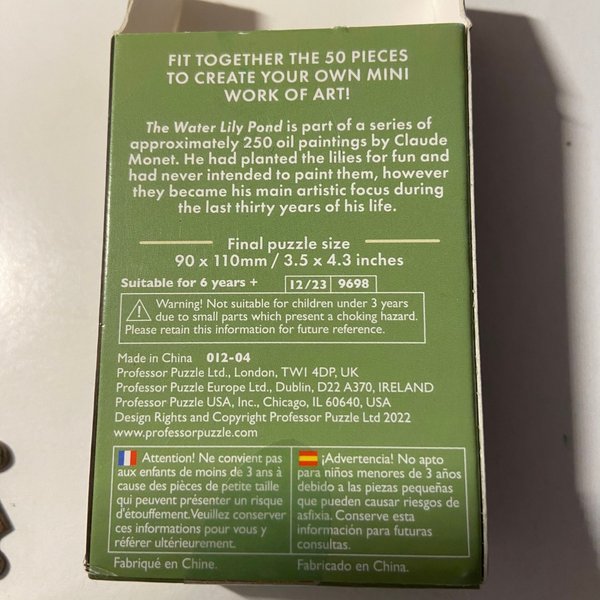 FIT TOGETHER THE 50 PIECES
TO CREATE YOUR OWN MINI
WORK OF ART!
The Water Lily Pond is part of a series of
approximately 250 oil paintings by Claude
Monet. He had planted the lilies for fun and
had never intended to paint them, however
they became his main artistic focus during
the last thirty years of his life.
Final puzzle size
90 x 110mm / 3.5 x 4.3 inches
Suitable for 6 years + 12/23 9698
Warning! Not suitable for children under 3 years
due to small parts which present a choking hazard.
Please retain this information for future reference.
Made in China 012-04
Professor Puzzle Ltd., London, TW1 4DP, UK
Professor Puzzle Europe Ltd., Dublin, D22 A370, IRELAND
Professor Puzzle USA, Inc., Chicago, IL 60640, USA
Design Rights and Copyright Professor Puzzle Ltd 2022
www.professorpuzzle.com
Attention! Ne convient pas
aux enfants de moins de 3 ans à
cause des pièces de petite taille
qui peuvent présenter un risque
d'étouffement. Veuillez conserver
ces informations pour vous y
référer ultérieurement.
Fabriqué en Chine.
¡Advertencia! No apto
para niños menores de 3 años
debido a las piezas pequeñas
que pueden causar riesgos de
asfixia. Conserve esta
información para futuras
consultas.
Fabricado en China.